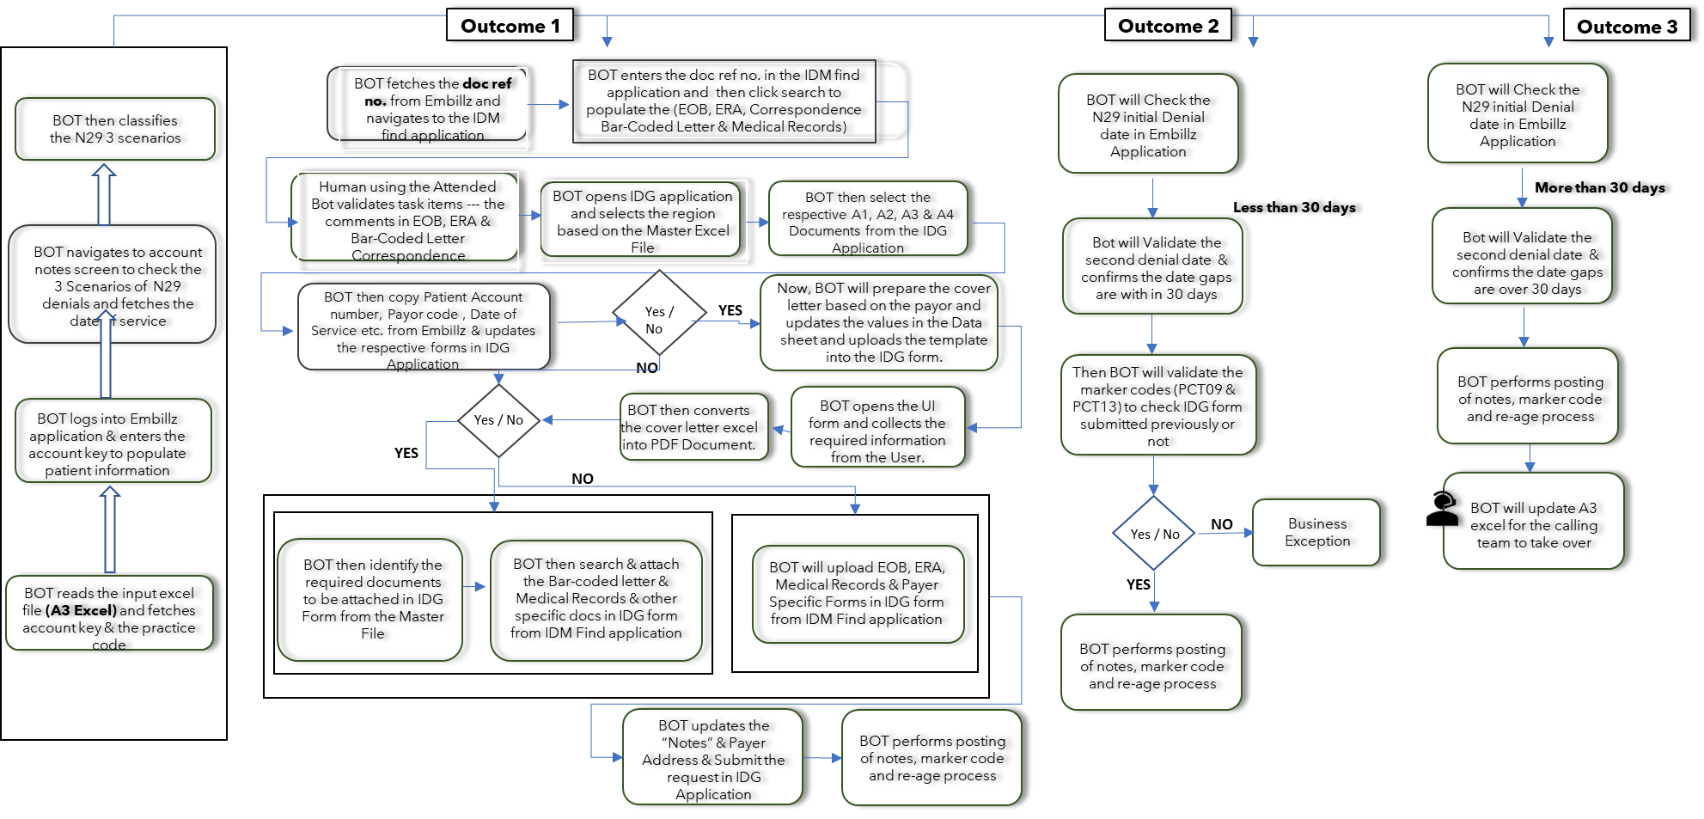 Outcome 1
Outcome 2
Outcome 3
BOT then classifies
the N29 3 scenarios
BOT navigates to account
notes screen to check the
3 Scenarios of N29
denials and fetches the
date of service
BOT logs into Embillz
application & enters the
account key to populate
patient information
BOT reads the input excel
file (A3 Excel) and fetches
account key & the practice
code
BOT fetches the doc ref
no. from Embillz and
navigates to the IDM
find application
BOT enters the doc ref no. in the IDM find
application and then click search to
populate the (EOB, ERA, Correspondence
Bar-Coded Letter & Medical Records)
Human using the Attended
Bot validates task items --- the
comments in EOB, ERA &
Bar-Coded Letter
Correspondence
BOT opens IDG application
and selects the region
based on the Master Excel
File
BOT then select the
respective A1, A2, A3 & A4
Documents from the IDG
Application
BOT then copy Patient Account
number, Payor code , Date of
Service etc. from Embillz & updates
the respective forms in IDG
Application
Yes /
No
YES
NO
Now, BOT will prepare the cover
letter based on the payor and
updates the values in the Data
sheet and uploads the template
into the IDG form.
BOT opens the UI
form and collects the
required information
from the User.
BOT then converts
the cover letter excel
into PDF Document.
Yes / No
YES
NO
BOT then identify the
required documents
to be attached in IDG
Form from the Master
File
BOT then search & attach
the Bar-coded letter &
Medical Records & other
specific docs in IDG form
from IDM Find application
BOT will upload EOB, ERA,
Medical Records & Payer
Specific Forms in IDG form
from IDM Find application
BOT updates the
“Notes” & Payer
Address & Submit the
request in IDG
Application
BOT performs posting
of notes, marker code
and re-age process
BOT will Check the
N29 initial Denial
date in Embillz
Application
Less than 30 days
Bot will Validate the
second denial date &
confirms the date gaps
are with in 30 days
Then BOT will validate the
marker codes (PCT09 &
PCT13) to check IDG form
submitted previously or
not
Yes / No
NO
Business
Exception
YES
BOT performs posting
of notes, marker code
and re-age process
BOT will Check the
N29 initial Denial
date in Embillz
Application
More than 30 days
Bot will Validate the
second denial date &
confirms the date gaps
are over 30 days
BOT performs posting
of notes, marker code
and re-age process
BOT will update A3
excel for the calling
team to take over